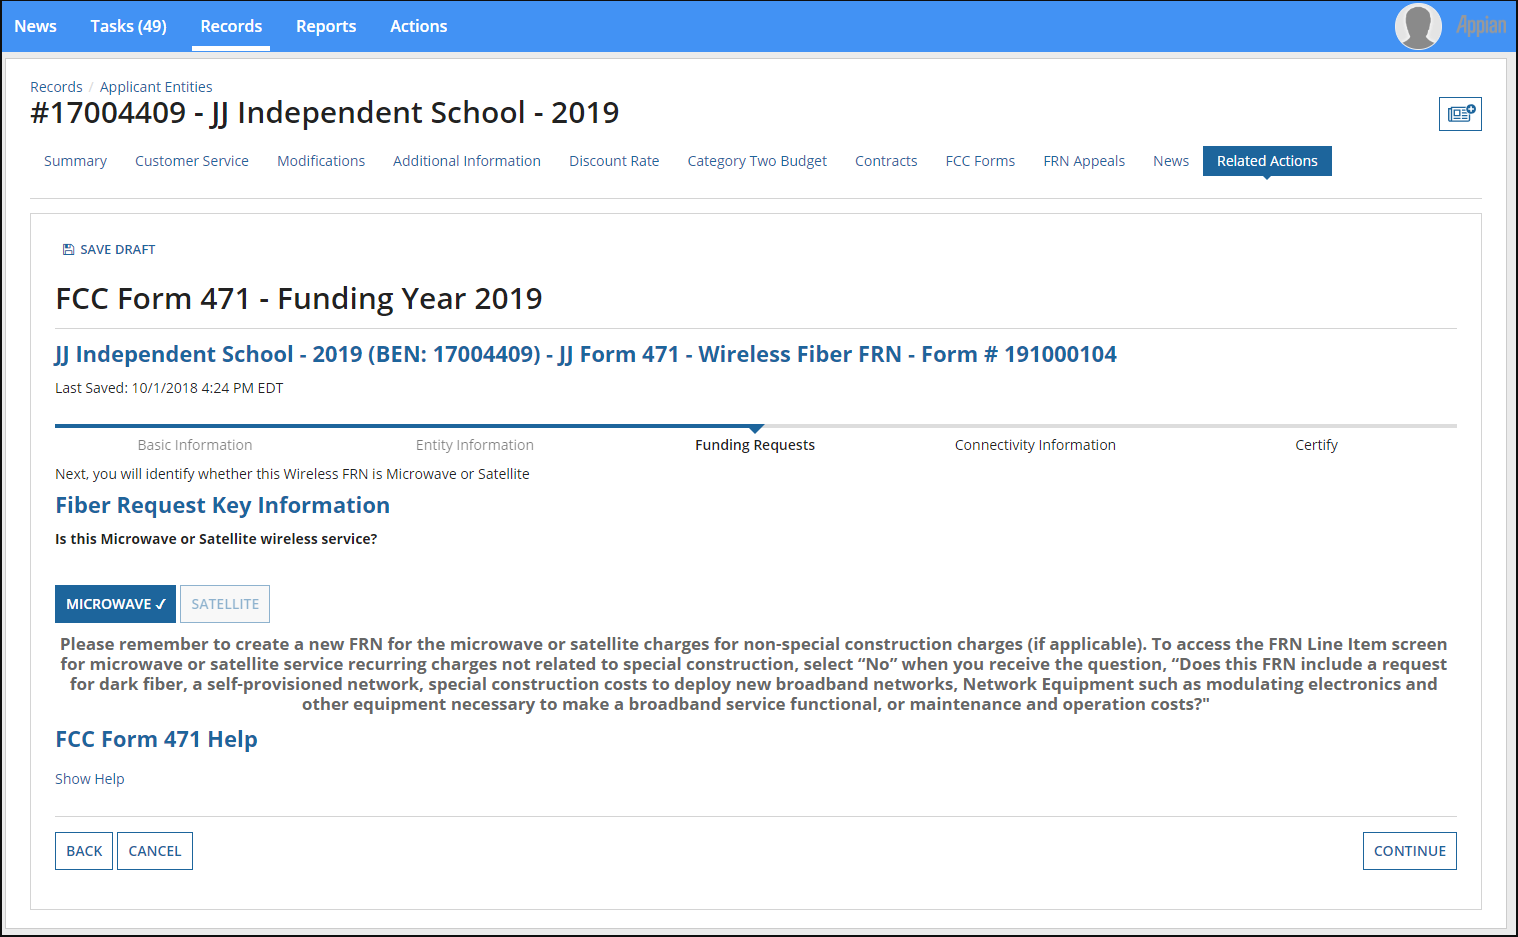 News Tasks (49) Records Reports Actions Appian
Records / Applicant Entities
#17004409 - JJ Independent School - 2019
Summary Customer Service Modifications Additional Information Discount Rate Category Two Budget Contracts FCC Forms FRN Appeals News Related Actions
SAVE DRAFT
FCC Form 471 - Funding Year 2019
JJ Independent School - 2019 (BEN: 17004409) - JJ Form 471 - Wireless Fiber FRN - Form # 191000104
Last Saved: 10/1/2018 4:24 PM EDT
Basic Information Entity Information Funding Requests Connectivity Information Certify
Next, you will identify whether this Wireless FRN is Microwave or Satellite
Fiber Request Key Information
Is this Microwave or Satellite wireless service?
MICROWAVE ✓ SATELLITE
Please remember to create a new FRN for the microwave or satellite charges for non-special construction charges (if applicable). To access the FRN Line Item screen
for microwave or satellite service recurring charges not related to special construction, select “No” when you receive the question, “Does this FRN include a request
for dark fiber, a self-provisioned network, special construction costs to deploy new broadband networks, Network Equipment such as modulating electronics and
other equipment necessary to make a broadband service functional, or maintenance and operation costs?"
FCC Form 471 Help
Show Help
BACK CANCEL CONTINUE